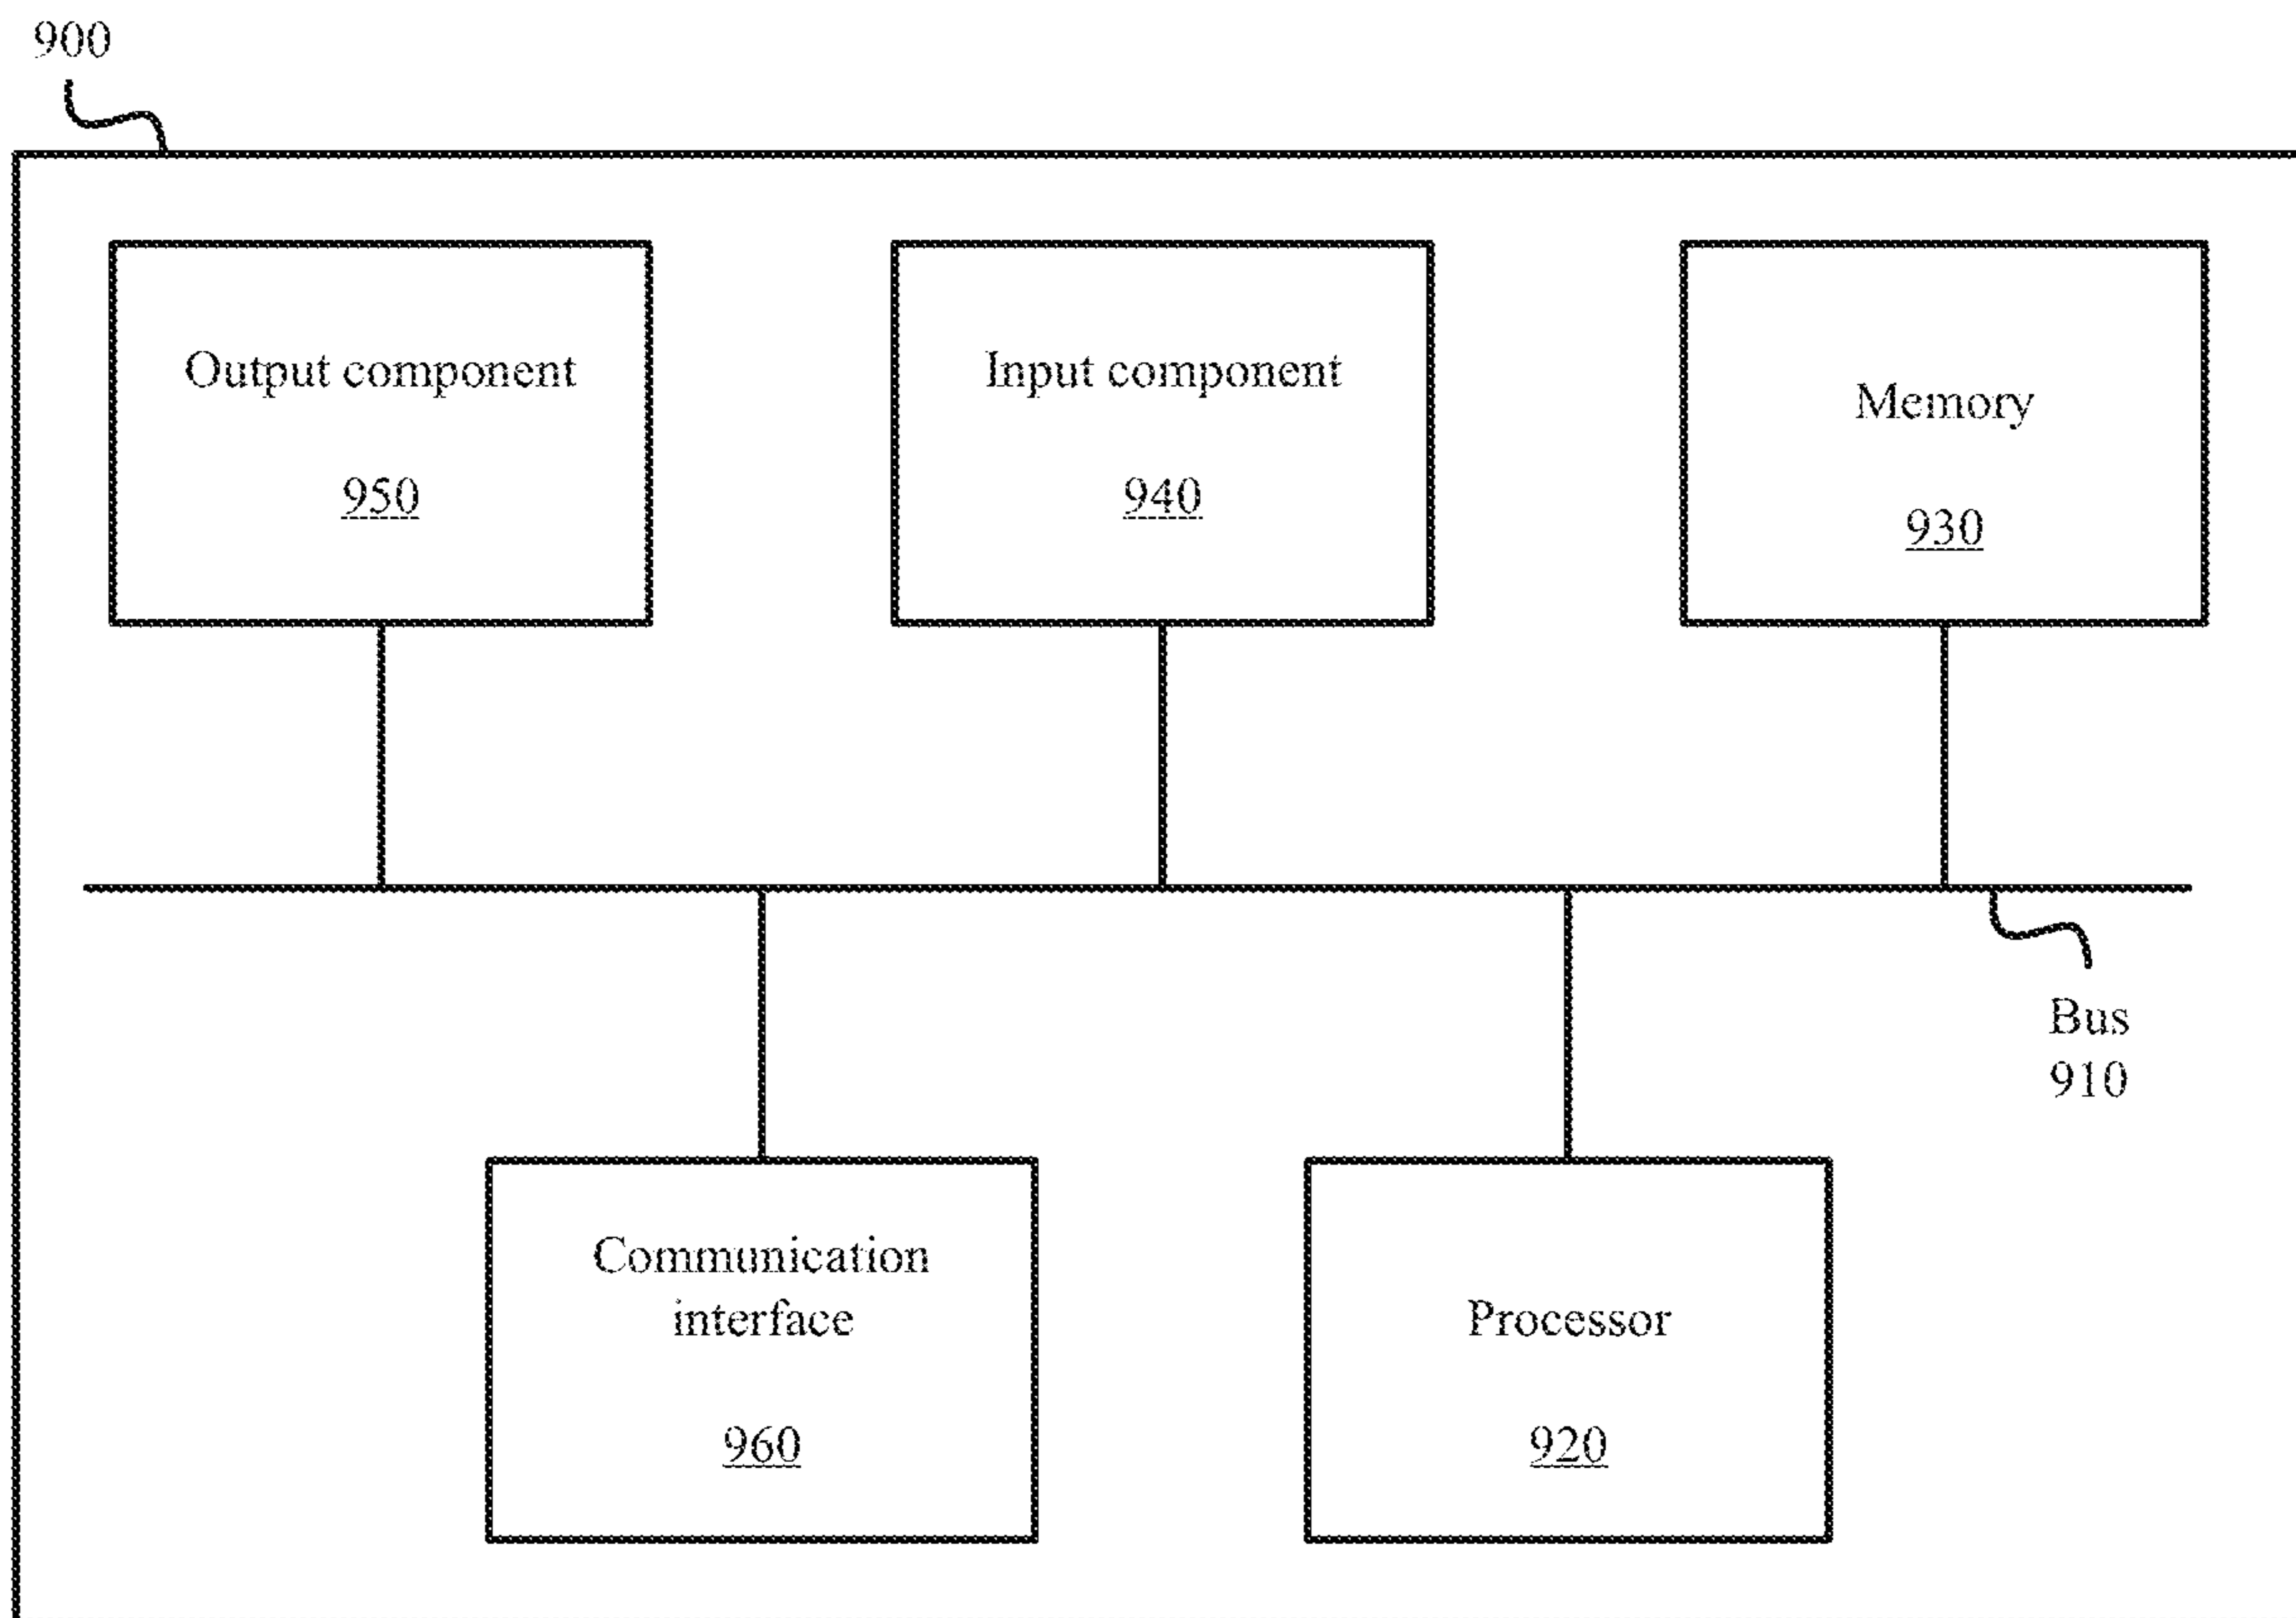 900
Output component
950
Input component
940
Memory
930
Bus
910
Communication
interface
960
Processor
920